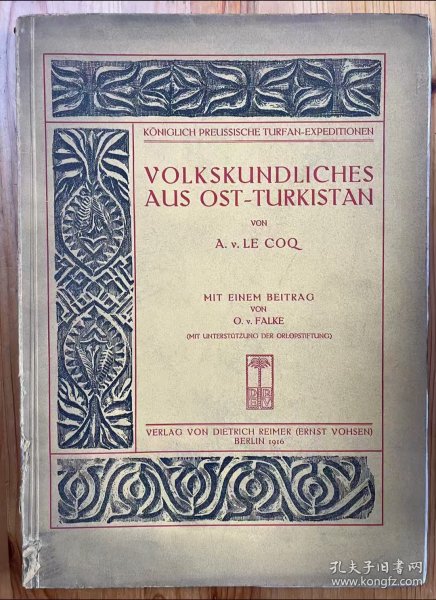 KÖNIGLICH PREUSSISCHE TURFAN-EXPEDITIONEN
VOLKSKUNDLICHES
AUS OST-TURKISTAN
VON
A. v. LE COQ
MIT EINEM BEITRAG
VON
O. v. FALKE
(MIT UNTERSTÜTZUNG DER ORLOPSTIFTUNG)
D R
E V
VERLAG VON DIETRICH REIMER (ERNST VOHSEN)
BERLIN 1916
孔夫子旧书网
www.kongfz.com